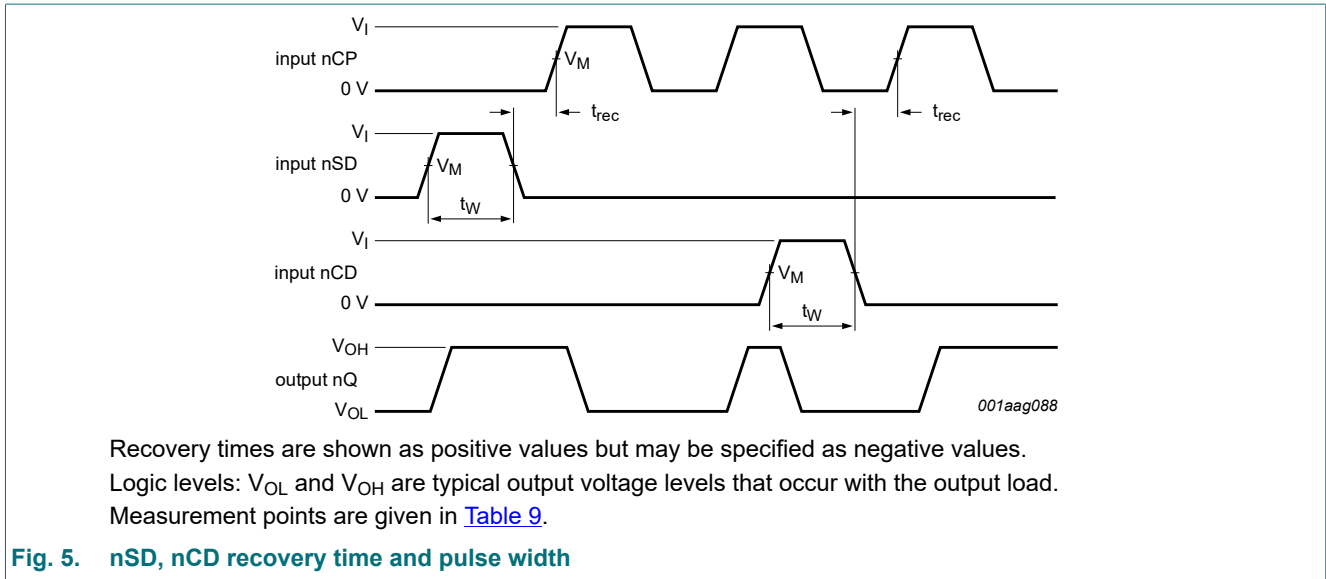 V_I
input nCP
V_M
0 V
t_rec
t_rec
V_I
input nSD
V_M
0 V
t_W
V_I
input nCD
V_M
0 V
t_W
V_OH
output nQ
V_OL
001aag088
Recovery times are shown as positive values but may be specified as negative values.
Logic levels: V_OL and V_OH are typical output voltage levels that occur with the output load.
Measurement points are given in Table 9.
Fig. 5. nSD, nCD recovery time and pulse width